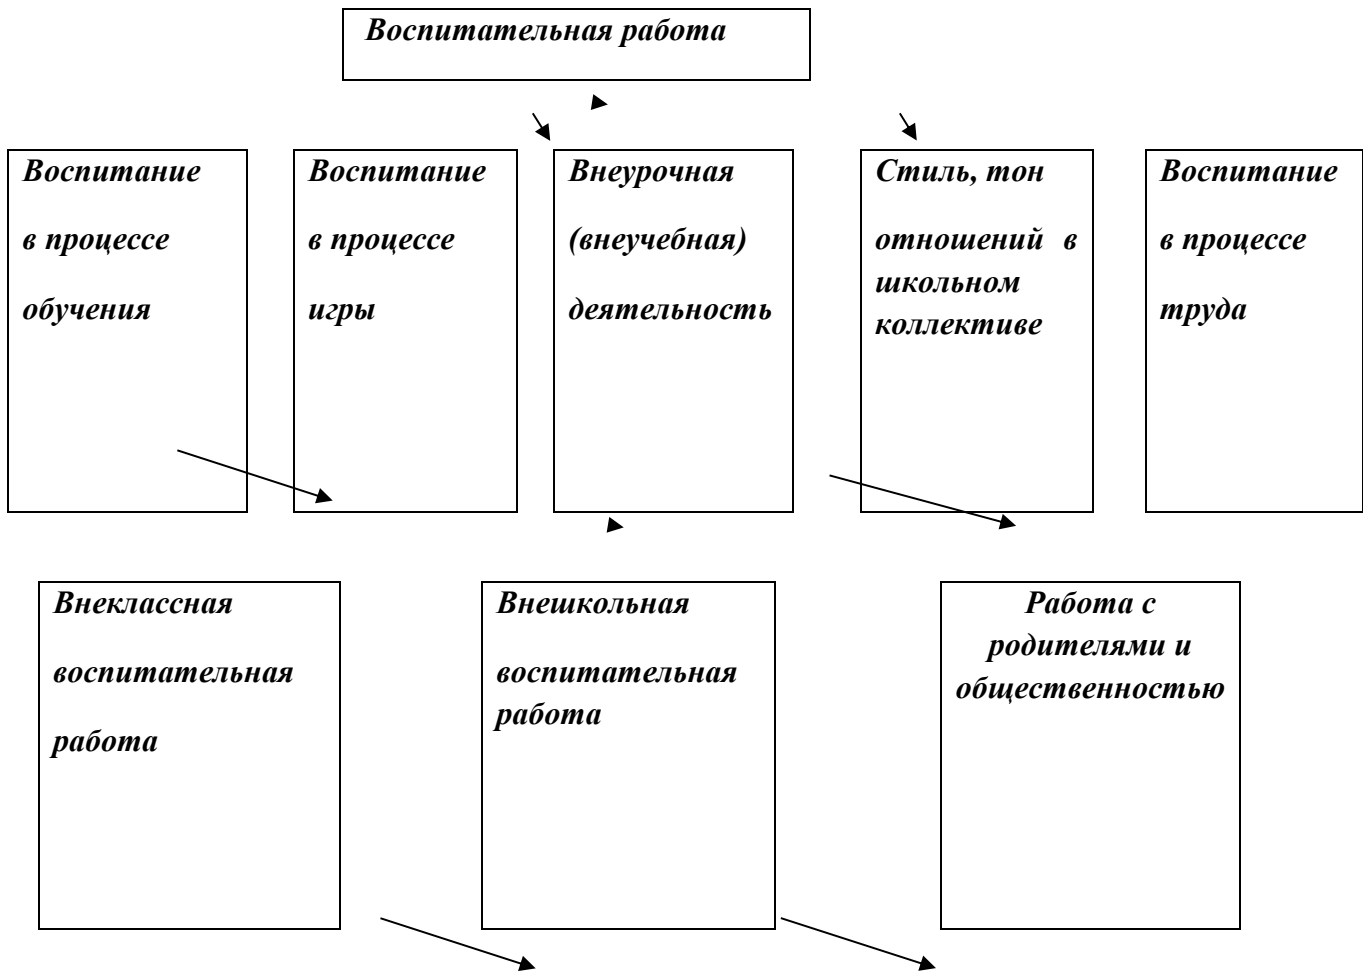 Воспитательная работа
Воспитание
в процессе
обучения
Воспитание
в процессе
игры
Внеурочная
(внеучебная)
деятельность
Стиль, тон
отношений в
школьном
коллективе
Воспитание
в процессе
труда
Внеклассная
воспитательная
работа
Внешкольная
воспитательная
работа
Работа с
родителями и
общественностью